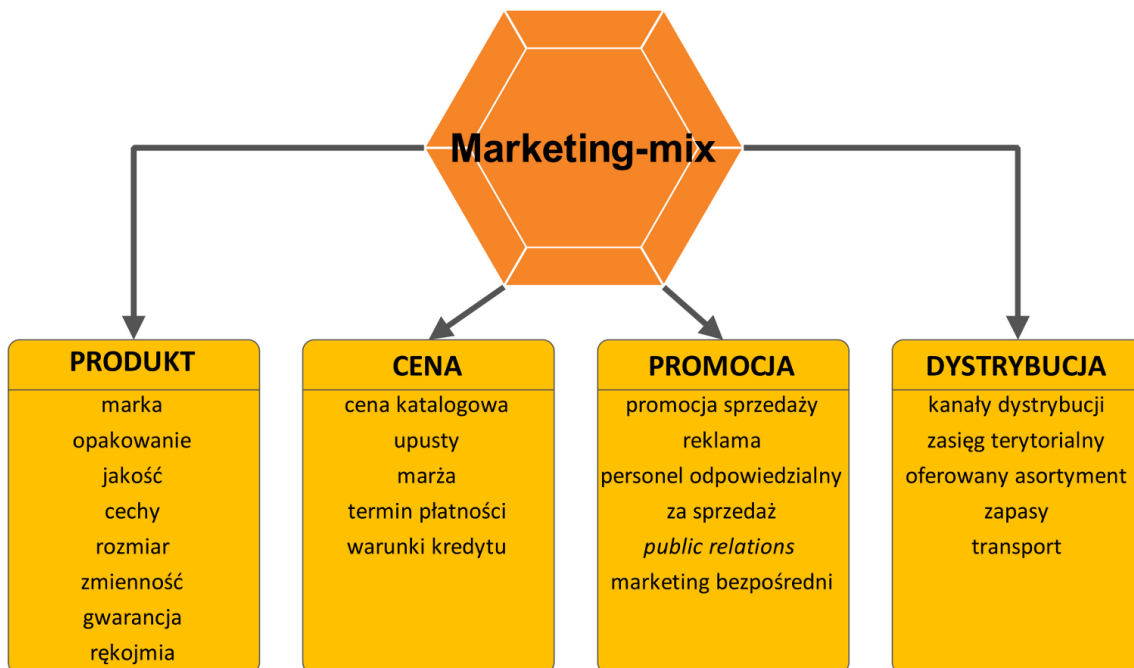 Marketing-mix
PRODUKT
marka
opakowanie
jakość
cechy
rozmiar
zmienność
gwarancja
rękojmia
CENA
cena katalogowa
upusty
marża
termin płatności
warunki kredytu
PROMOCJA
promocja sprzedaży
reklama
personel odpowiedzialny
za sprzedaż
public relations
marketing bezpośredni
DYSTRYBUCJA
kanały dystrybucji
zasięg terytorialny
oferowany asortyment
zapasy
transport